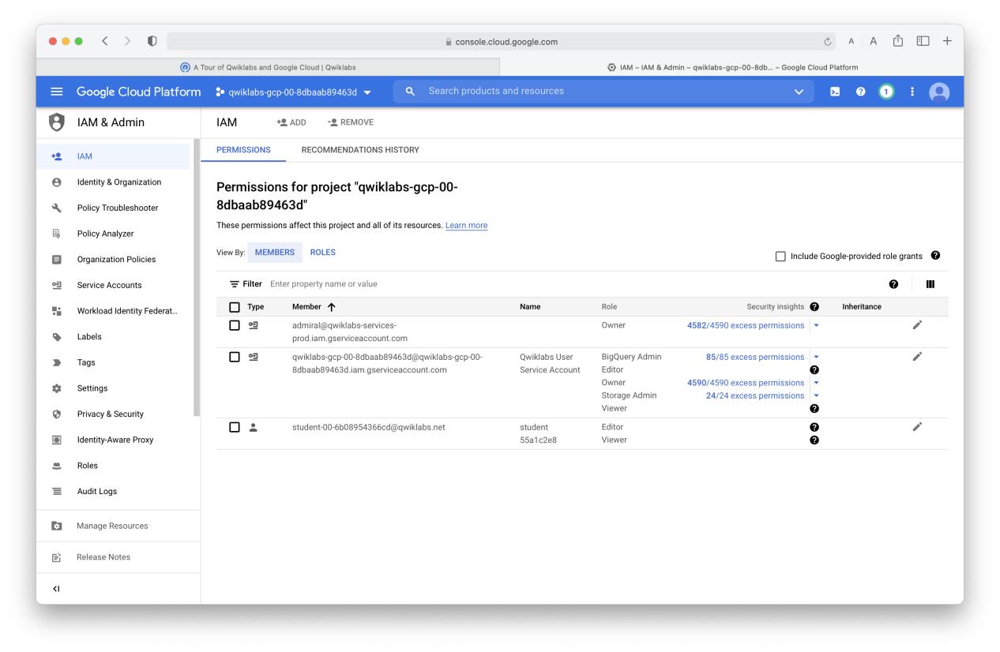 console.cloud.google.com
A A
A Tour of Qwiklabs and Google Cloud | Qwiklabs
IAM – IAM & Admin – qwiklabs-gcp-00-8db... – Google Cloud Platform
Google Cloud Platform
qwiklabs-gcp-00-8dbaab89463d
Search products and resources
1
IAM & Admin
IAM
ADD
REMOVE
PERMISSIONS
RECOMMENDATIONS HISTORY
IAM
Identity & Organization
Policy Troubleshooter
Policy Analyzer
Organization Policies
Service Accounts
Workload Identity Federat...
Labels
Tags
Settings
Privacy & Security
Identity-Aware Proxy
Roles
Audit Logs
Manage Resources
Release Notes
Permissions for project "qwiklabs-gcp-00-
8dbaab89463d"
These permissions affect this project and all of its resources. Learn more
View By: MEMBERS ROLES
Include Google-provided role grants
Filter Enter property name or value
Type Member Name Role Security insights Inheritance
admiral@qwiklabs-services-
prod.iam.gserviceaccount.com
Owner
4582/4590 excess permissions
qwiklabs-gcp-00-8dbaab89463d@qwiklabs-gcp-00-
8dbaab89463d.iam.gserviceaccount.com
Qwiklabs User
Service Account
BigQuery Admin
85/85 excess permissions
Editor
Owner
4590/4590 excess permissions
Storage Admin
24/24 excess permissions
Viewer
student-00-6b08954366cd@qwiklabs.net
student
55a1c2e8
Editor
Viewer